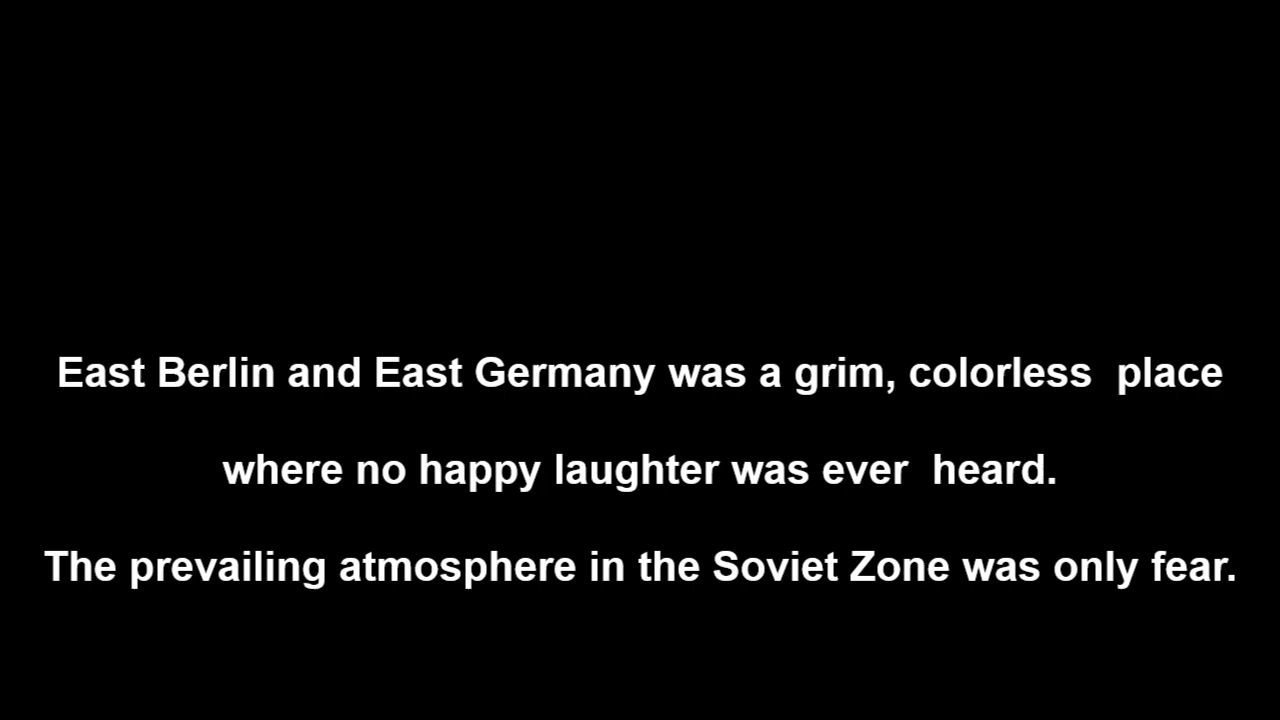 East Berlin and East Germany was a grim, colorless  place
where no happy laughter was ever  heard.
The prevailing atmosphere in the Soviet Zone was only fear.